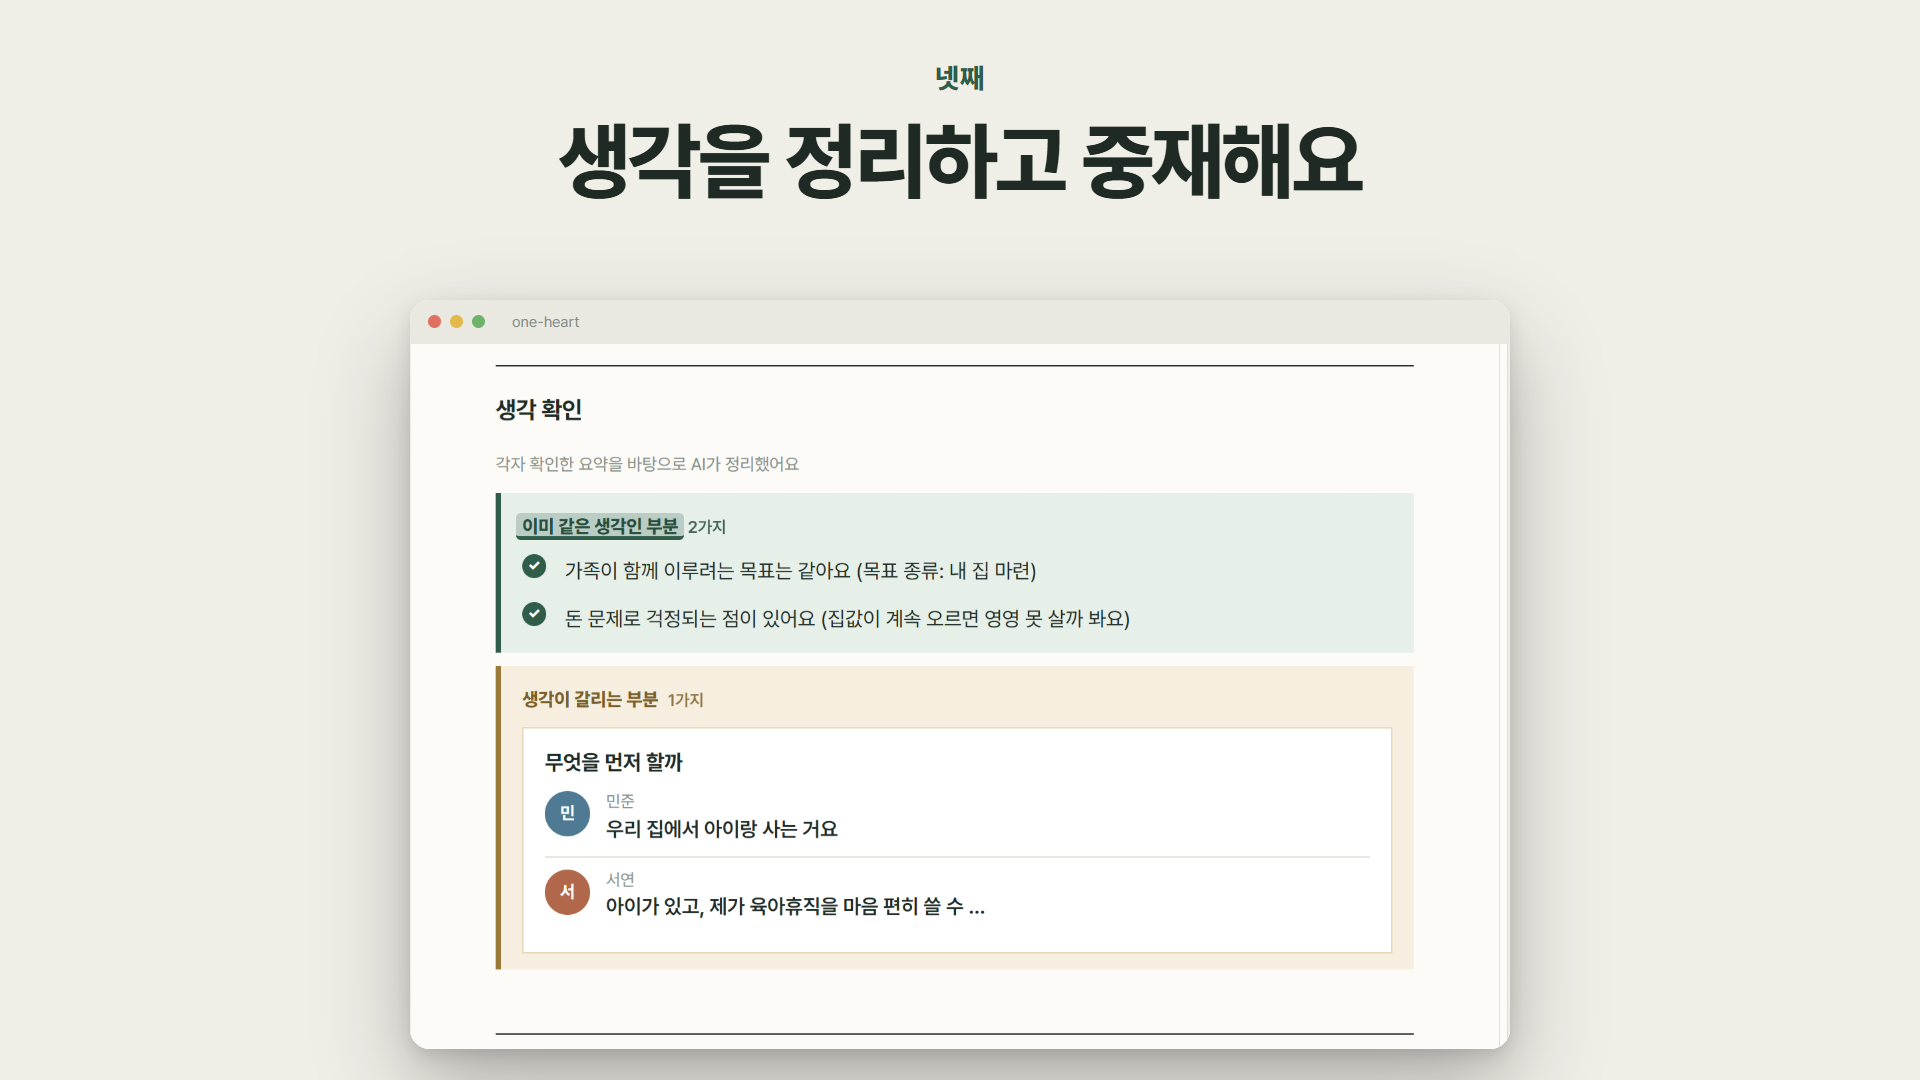 넷째
생각을 정리하고 중재해요
one-heart
생각 확인
각자 확인한 요약을 바탕으로 AI가 정리했어요
이미 같은 생각인 부분 2가지
가족이 함께 이루려는 목표는 같아요 (목표 종류: 내 집 마련)
돈 문제로 걱정되는 점이 있어요 (집값이 계속 오르면 영영 못 살까 봐요)
생각이 갈리는 부분 1가지
무엇을 먼저 할까
민
민준
우리 집에서 아이랑 사는 거요
서
서연
아이가 있고, 제가 육아휴직을 마음 편히 쓸 수 ...